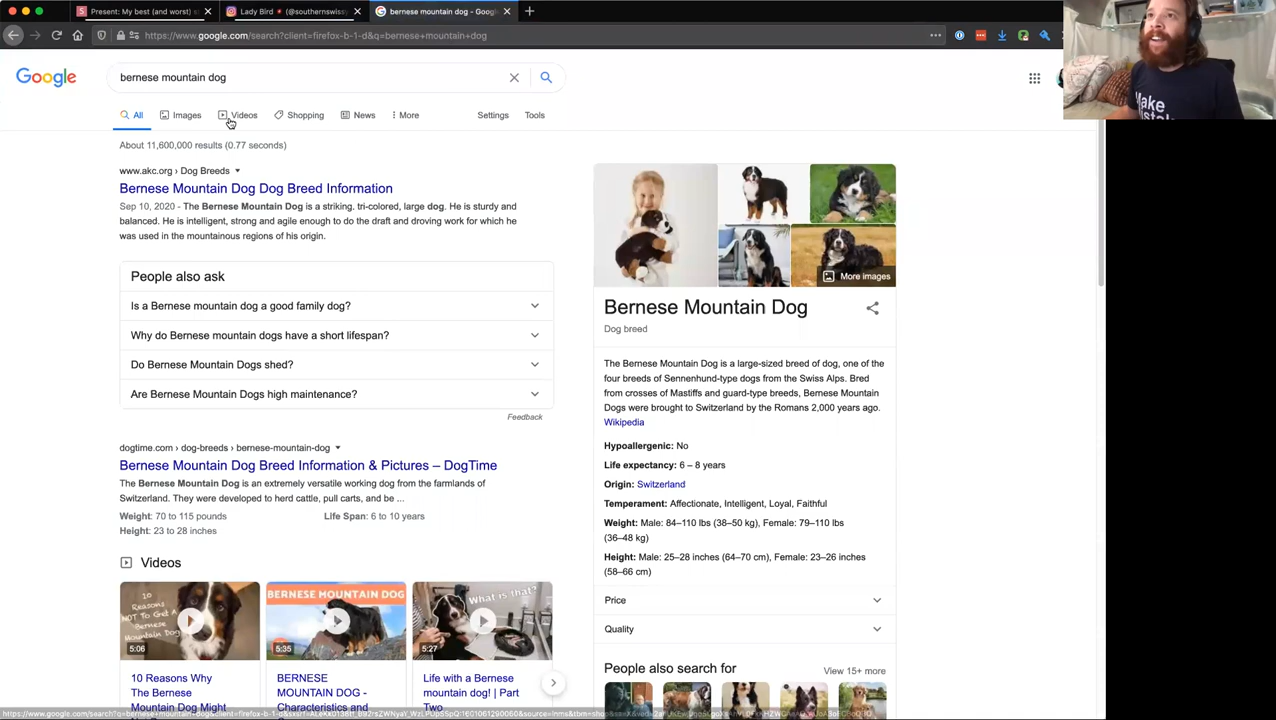 Present: My best (and worst)
Lady Bird
(@southernswiss
bernese mountain dog - Google
https://www.google.com/search?client=firefox-b-1-d&q=bernese+mountain+dog
Google
bernese mountain dog
All
Images
Videos
Shopping
News
More
Settings
Tools
About 11,600,000 results (0.77 seconds)
www.akc.org › Dog Breeds
Bernese Mountain Dog Dog Breed Information
Sep 10, 2020 - The Bernese Mountain Dog is a striking, tri-colored, large dog. He is sturdy and
balanced. He is intelligent, strong and agile enough to do the draft and droving work for which he
was used in the mountainous regions of his origin.
People also ask
Is a Bernese mountain dog a good family dog?
Why do Bernese mountain dogs have a short lifespan?
Do Bernese Mountain Dogs shed?
Are Bernese Mountain Dogs high maintenance?
Feedback
dogtime.com › dog-breeds › bernese-mountain-dog
Bernese Mountain Dog Breed Information & Pictures – DogTime
The Bernese Mountain Dog is an extremely versatile working dog from the farmlands of
Switzerland. They were developed to herd cattle, pull carts, and be ...
Weight: 70 to 115 pounds
Life Span: 6 to 10 years
Height: 23 to 28 inches
Videos
10
Reasons
NOT To Get A
Bernese
Mountain Dog
5:06
BERNESE MOUNTAIN DOG
5:35
What is that?
5:27
10 Reasons Why
The Bernese
Mountain Dog Might
BERNESE
MOUNTAIN DOG -
Characteristics and
Life with a Bernese
mountain dog! | Part
Two
More images
Bernese Mountain Dog
Dog breed
The Bernese Mountain Dog is a large-sized breed of dog, one of the
four breeds of Sennenhund-type dogs from the Swiss Alps. Bred
from crosses of Mastiffs and guard-type breeds, Bernese Mountain
Dogs were brought to Switzerland by the Romans 2,000 years ago.
Wikipedia
Hypoallergenic: No
Life expectancy: 6 – 8 years
Origin: Switzerland
Temperament: Affectionate, Intelligent, Loyal, Faithful
Weight: Male: 84–110 lbs (38–50 kg), Female: 79–110 lbs
(36–48 kg)
Height: Male: 25–28 inches (64–70 cm), Female: 23–26 inches
(58–66 cm)
Price
Quality
People also search for
View 15+ more
Make